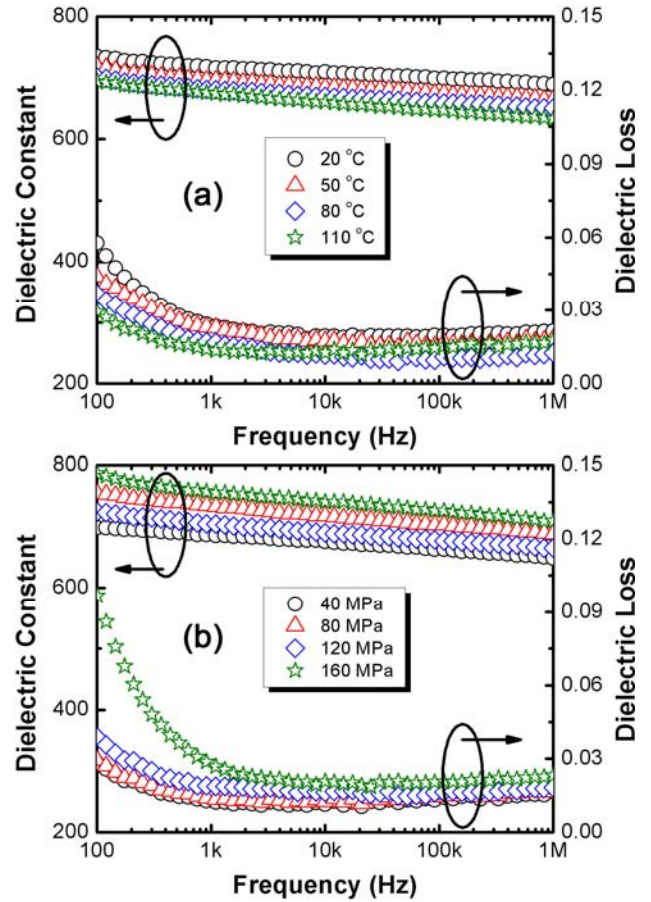 800
600
400
200
Dielectric Constant
0.15
0.12
0.09
0.06
0.03
0.00
Dielectric Loss
(a)
20 °C
50 °C
80 °C
110 °C
100 1k 10k 100k 1M
Frequency (Hz)
800
600
400
200
Dielectric Constant
0.15
0.12
0.09
0.06
0.03
0.00
Dielectric Loss
(b)
40 MPa
80 MPa
120 MPa
160 MPa
100 1k 10k 100k 1M
Frequency (Hz)